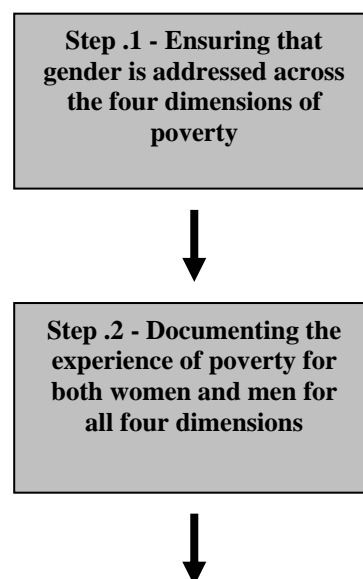 Step .1 - Ensuring that
gender is addressed across
the four dimensions of
poverty
Step .2 - Documenting the
experience of poverty for
both women and men for
all four dimensions